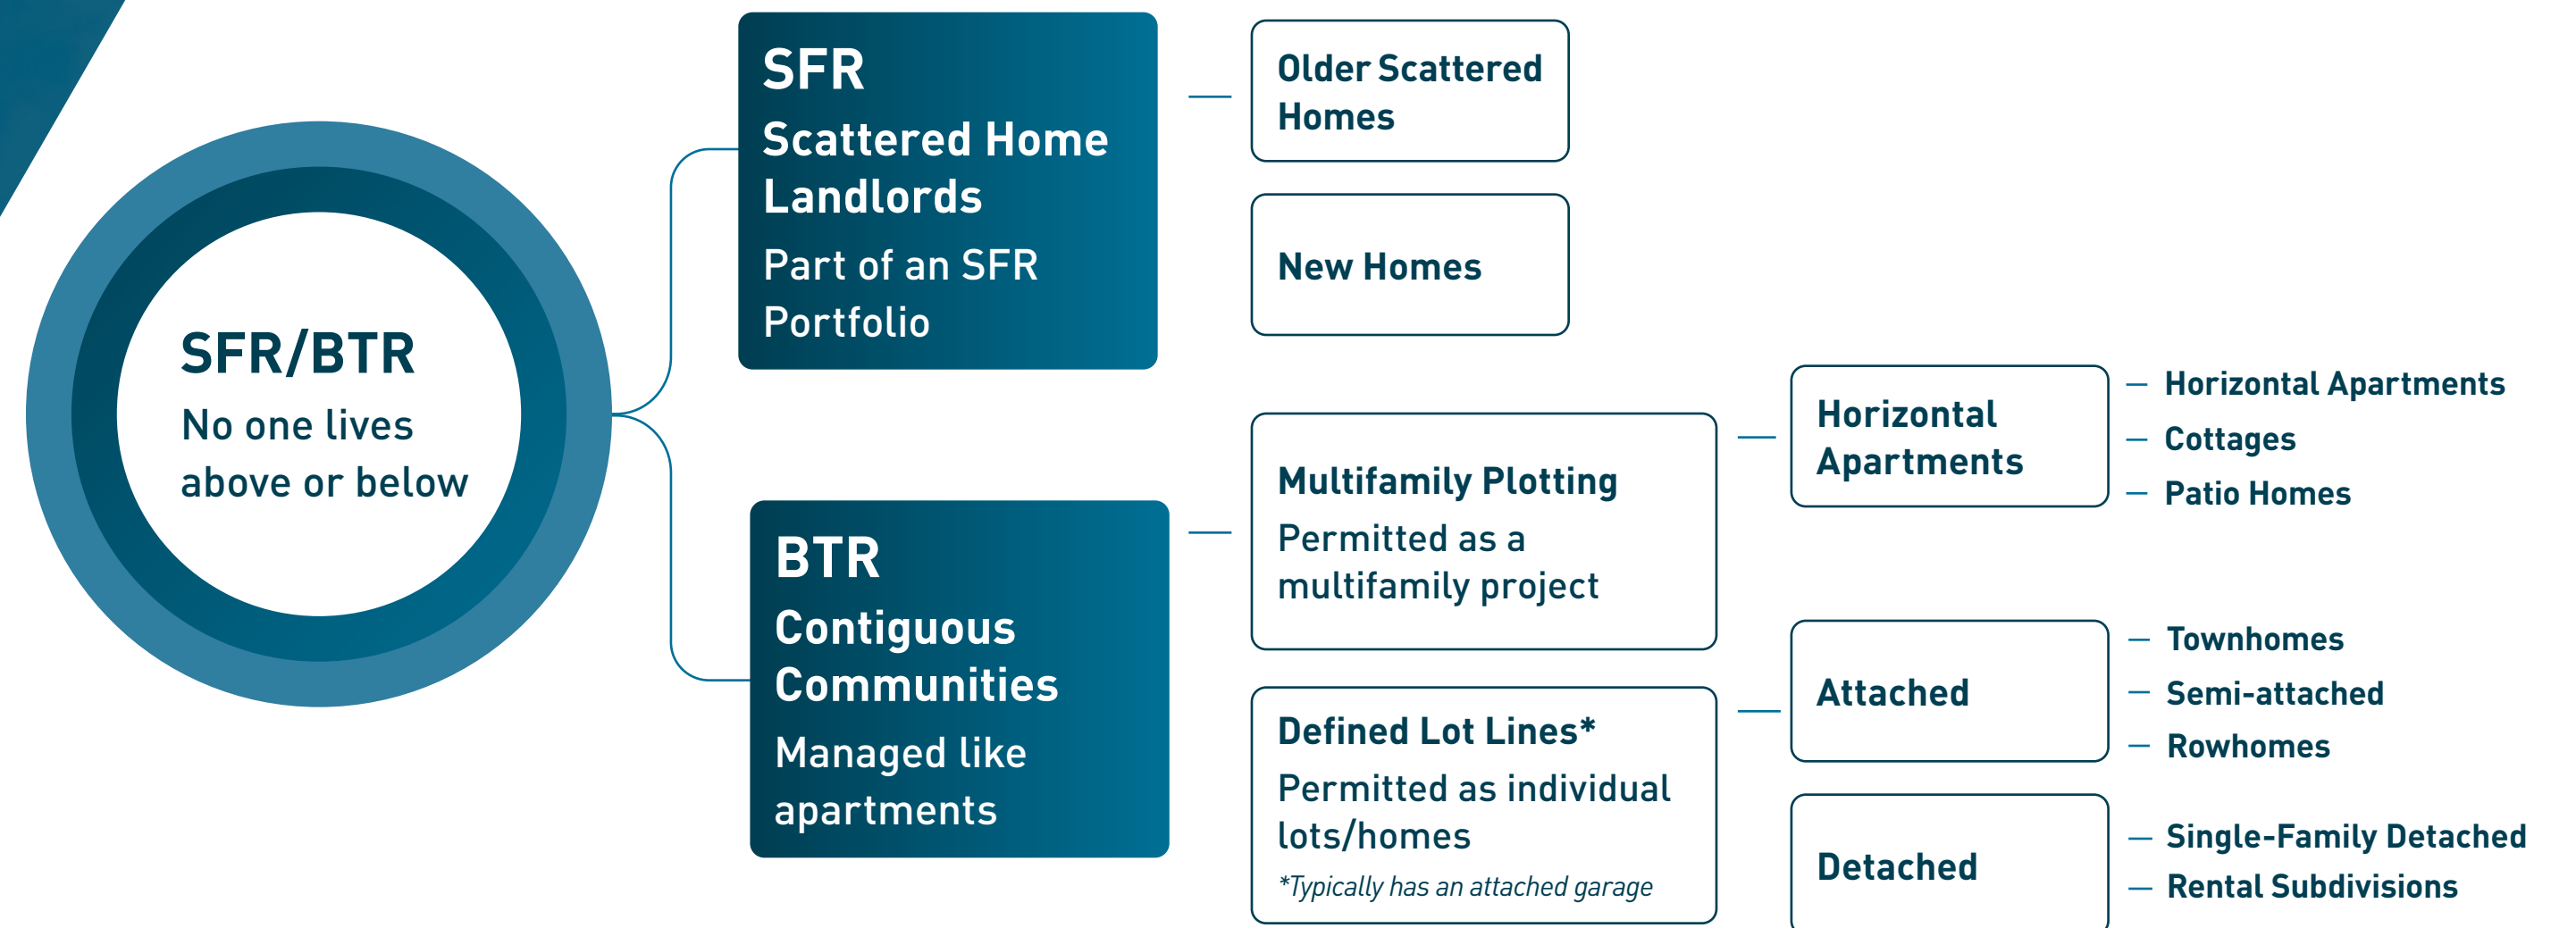 SFR/BTR
No one lives
above or below
SFR
Scattered Home
Landlords
Part of an SFR
Portfolio
Older Scattered
Homes
New Homes
BTR
Contiguous
Communities
Managed like
apartments
Multifamily Plotting
Permitted as a
multifamily project
Horizontal
Apartments
Horizontal Apartments
Cottages
Patio Homes
Defined Lot Lines*
Permitted as individual
lots/homes
*Typically has an attached garage
Attached
Townhomes
Semi-attached
Rowhomes
Detached
Single-Family Detached
Rental Subdivisions